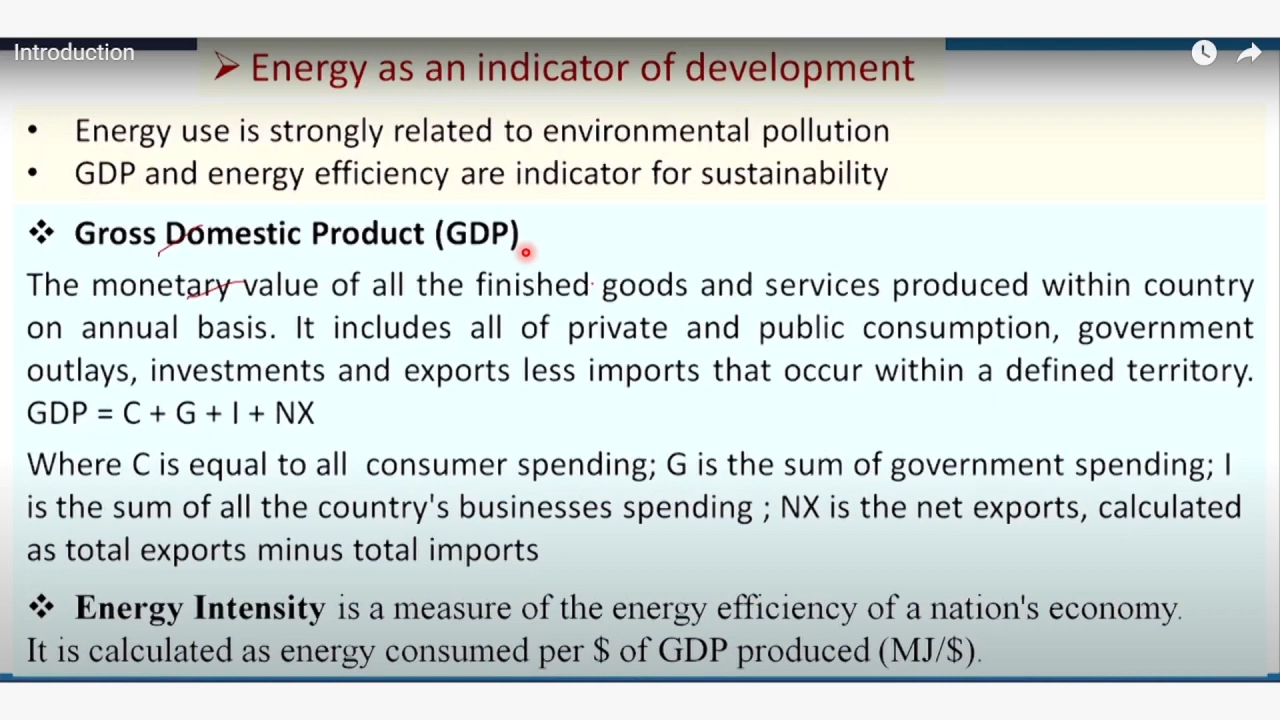 Introduction
➢ Energy as an indicator of development
• Energy use is strongly related to environmental pollution
• GDP and energy efficiency are indicator for sustainability
❖ Gross Domestic Product (GDP)
The monetary value of all the finished goods and services produced within country
on annual basis. It includes all of private and public consumption, government
outlays, investments and exports less imports that occur within a defined territory.
GDP = C + G + I + NX
Where C is equal to all consumer spending; G is the sum of government spending; I
is the sum of all the country's businesses spending ; NX is the net exports, calculated
as total exports minus total imports
❖ Energy Intensity is a measure of the energy efficiency of a nation's economy.
It is calculated as energy consumed per $ of GDP produced (MJ/$).